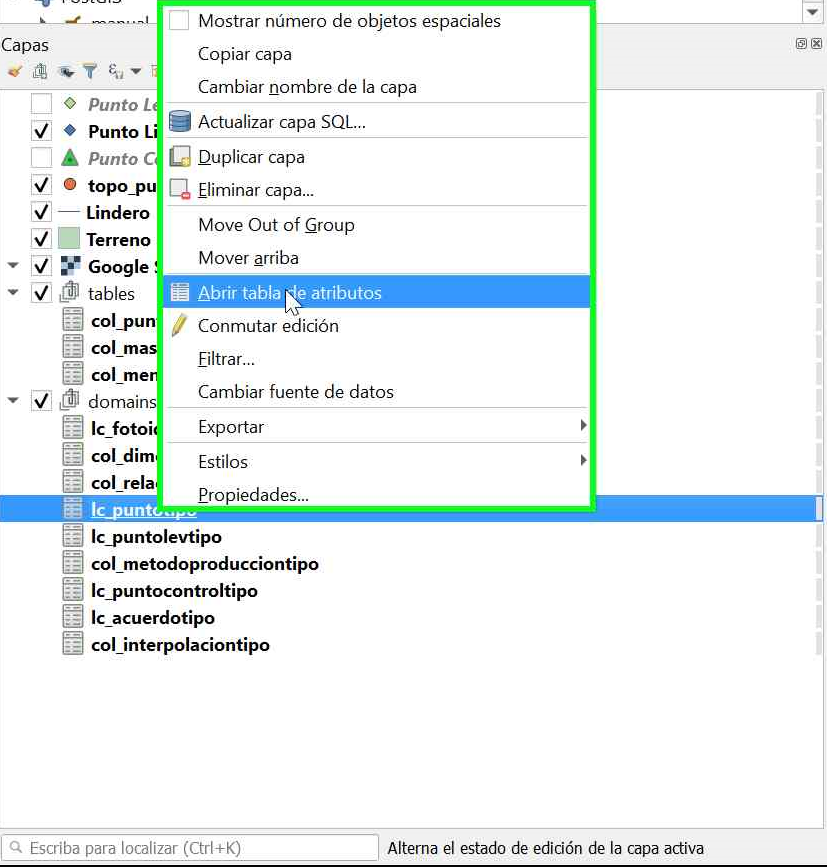 Mostrar número de objetos espaciales
Copiar capa
Cambiar nombre de la capa
Actualizar capa SQL...
Duplicar capa
Eliminar capa...
Move Out of Group
Mover arriba
Abrir tabla de atributos
Conmutar edición
Filtrar...
Cambiar fuente de datos
Exportar
Estilos
Propiedades...
Capas
Punto Le
Punto Li
Punto Co
topo_pu
Lindero
Terreno
Google S
tables
col_pun
col_mas
col_men
domains
lc_fotoid
col_dime
col_rela
lc_puntotipo
lc_puntolevtipo
col_metodoproducciontipo
lc_puntocontroltipo
lc_acuerdotipo
col_interpolaciontipo
Escriba para localizar (Ctrl+K)
Alterna el estado de edición de la capa activa